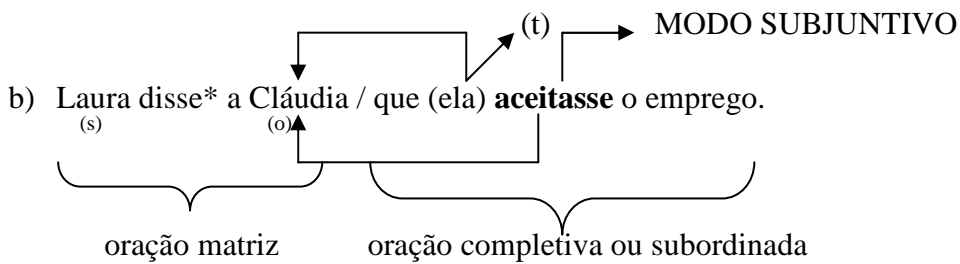 (t) MODO SUBJUNTIVO
b) Laura disse* a Cláudia / que (ela) aceitasse o emprego.
(s) (o)
oração matriz oração completiva ou subordinada